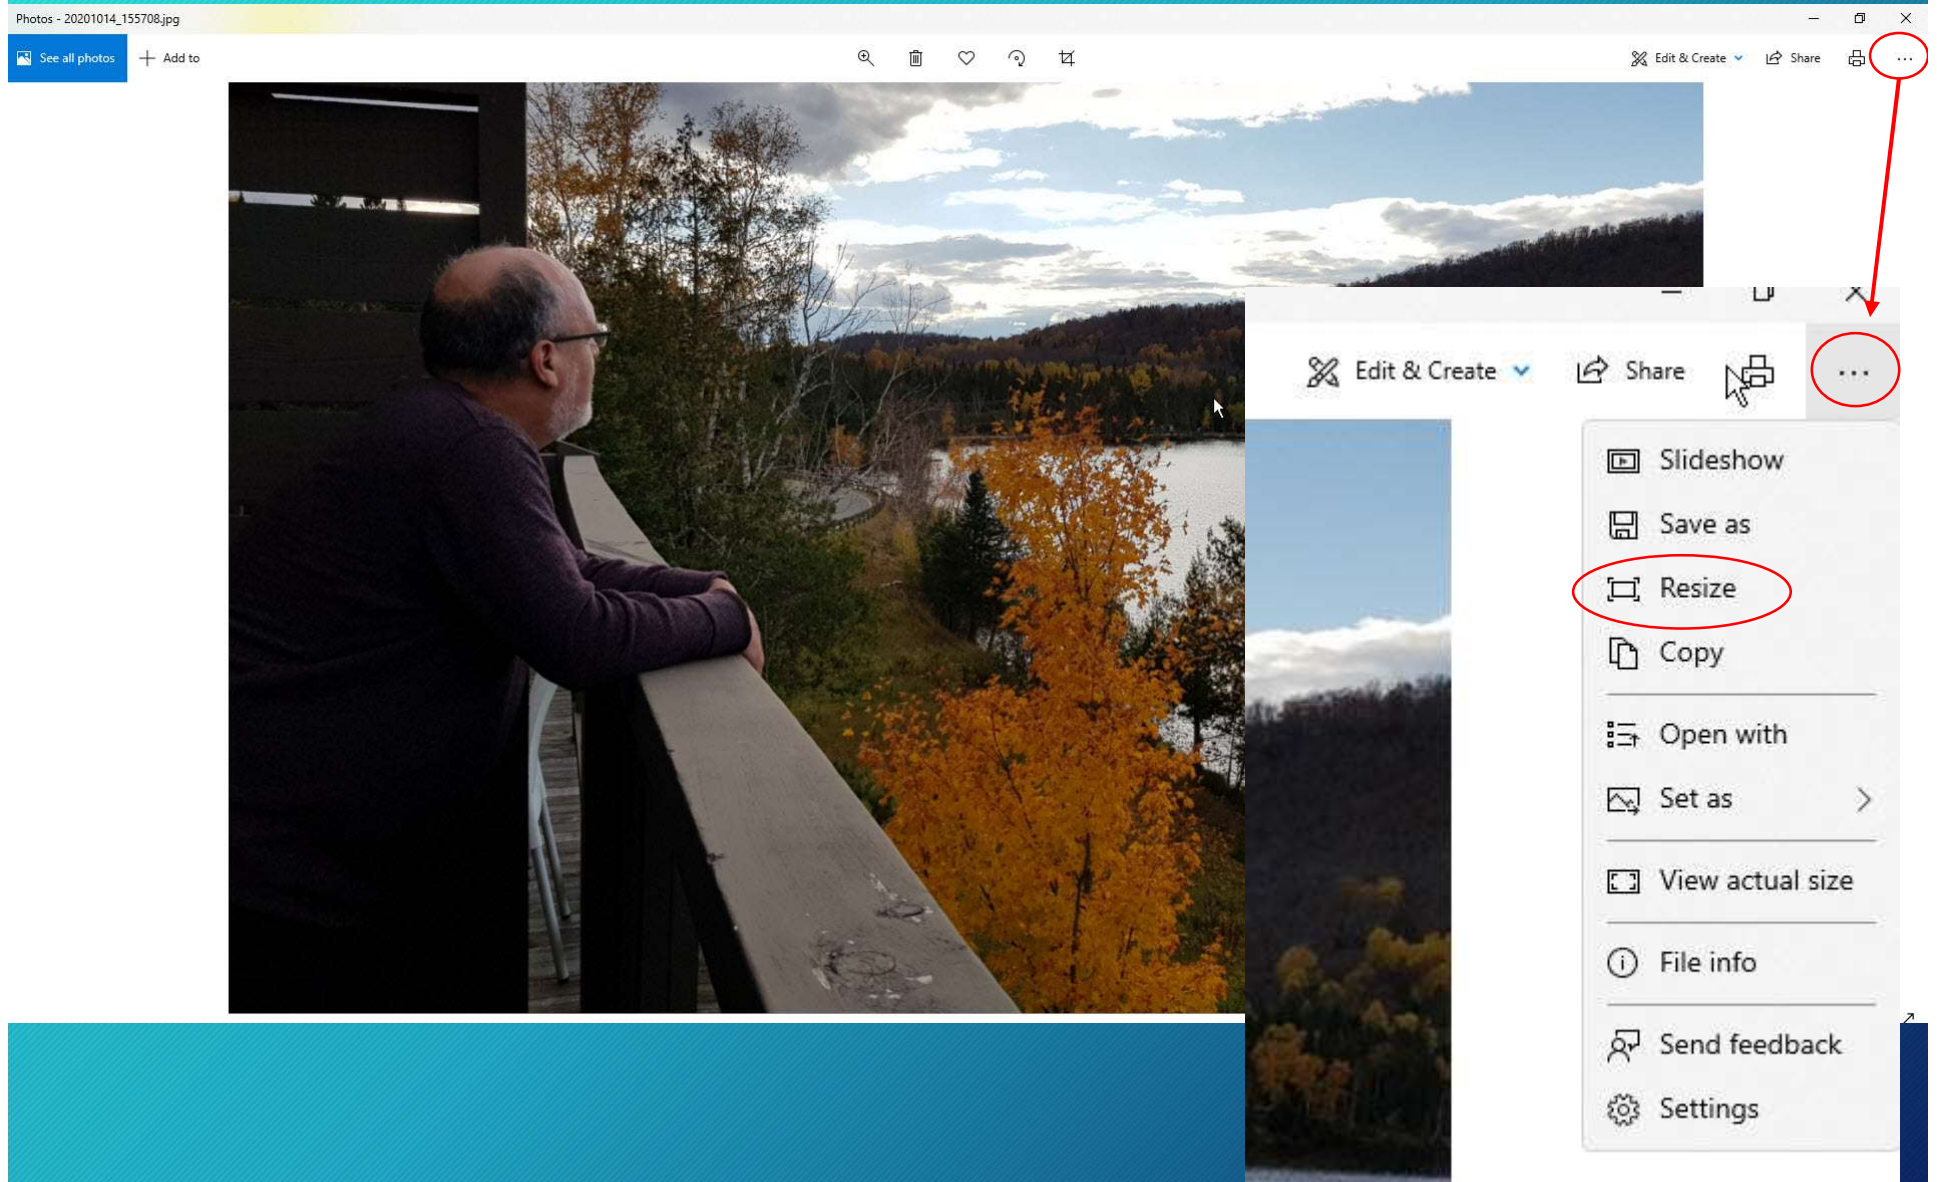 Photos - 20201014_155708.jpg
See all photos
Add to
Edit & Create
Share
Edit & Create
Share
Slideshow
Save as
Resize
Copy
Open with
Set as
View actual size
File info
Send feedback
Settings